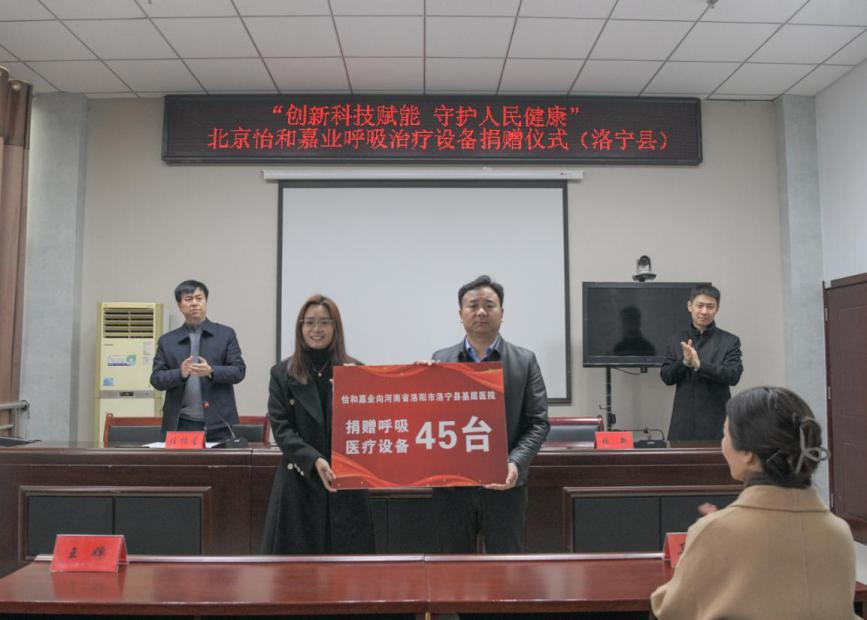 “创新科技赋能 守护人民健康”
北京怡和嘉业呼吸治疗设备捐赠仪式（洛宁县）
怡和嘉业向河南省洛阳市洛宁县基层医院
捐赠呼吸
医疗设备 45台